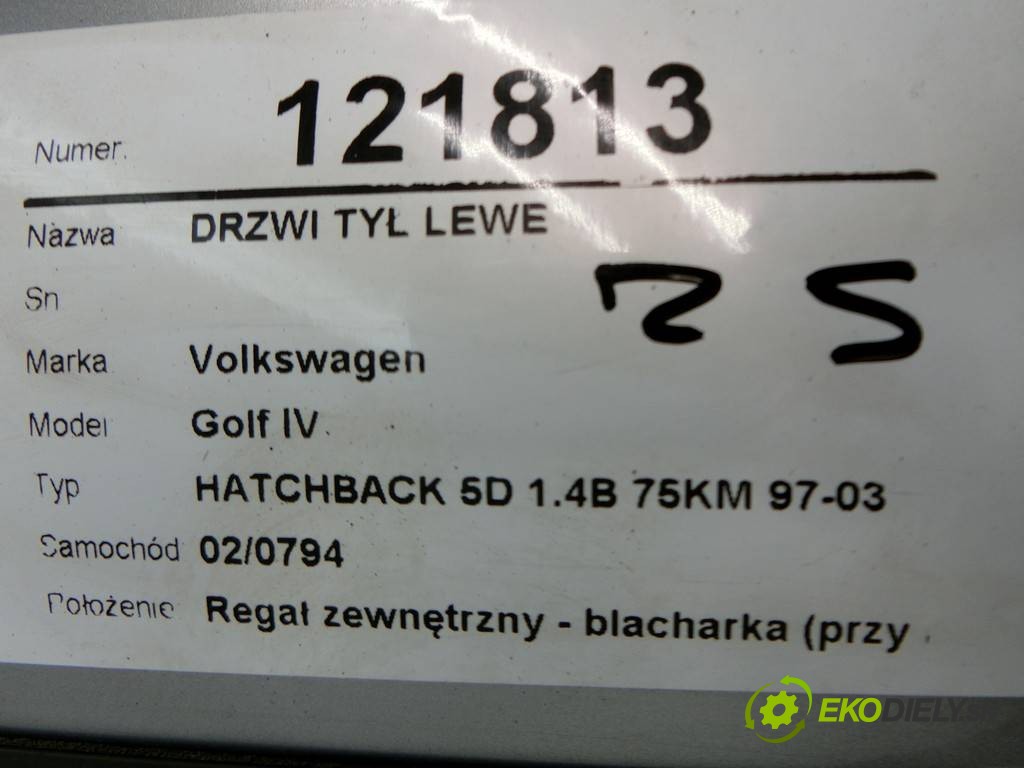 Numer. 121813
Nazwa DRZWI TYŁ LEWE
Sn
Marka Volkswagen
Model Golf IV
Typ HATCHBACK 5D 1.4B 75KM 97-03
Samochód 02/0794
Położenie Regał zewnętrzny - blacharka (przy
EKODIELY.SK